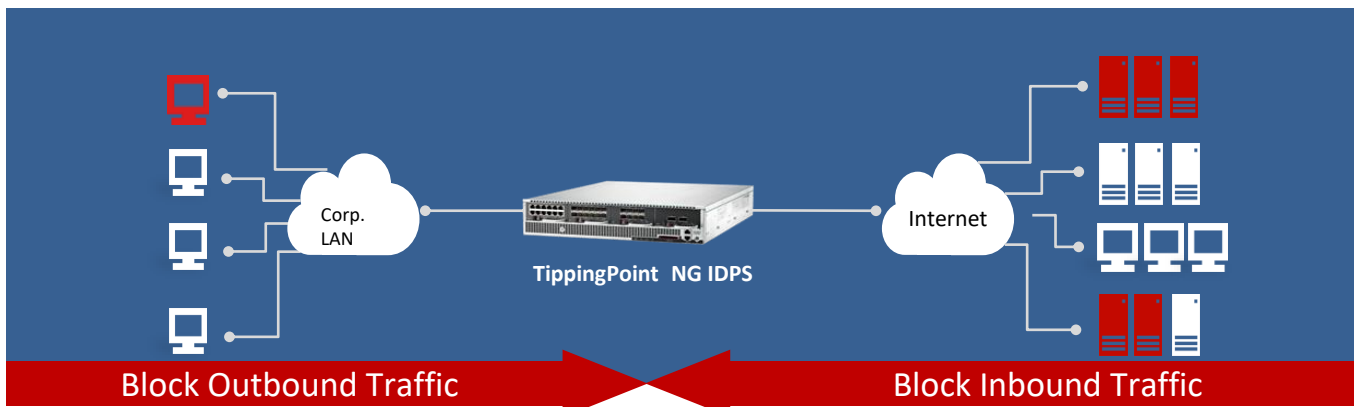 Corp.
LAN
Internet
TippingPoint NG IDPS
Block Outbound Traffic
Block Inbound Traffic